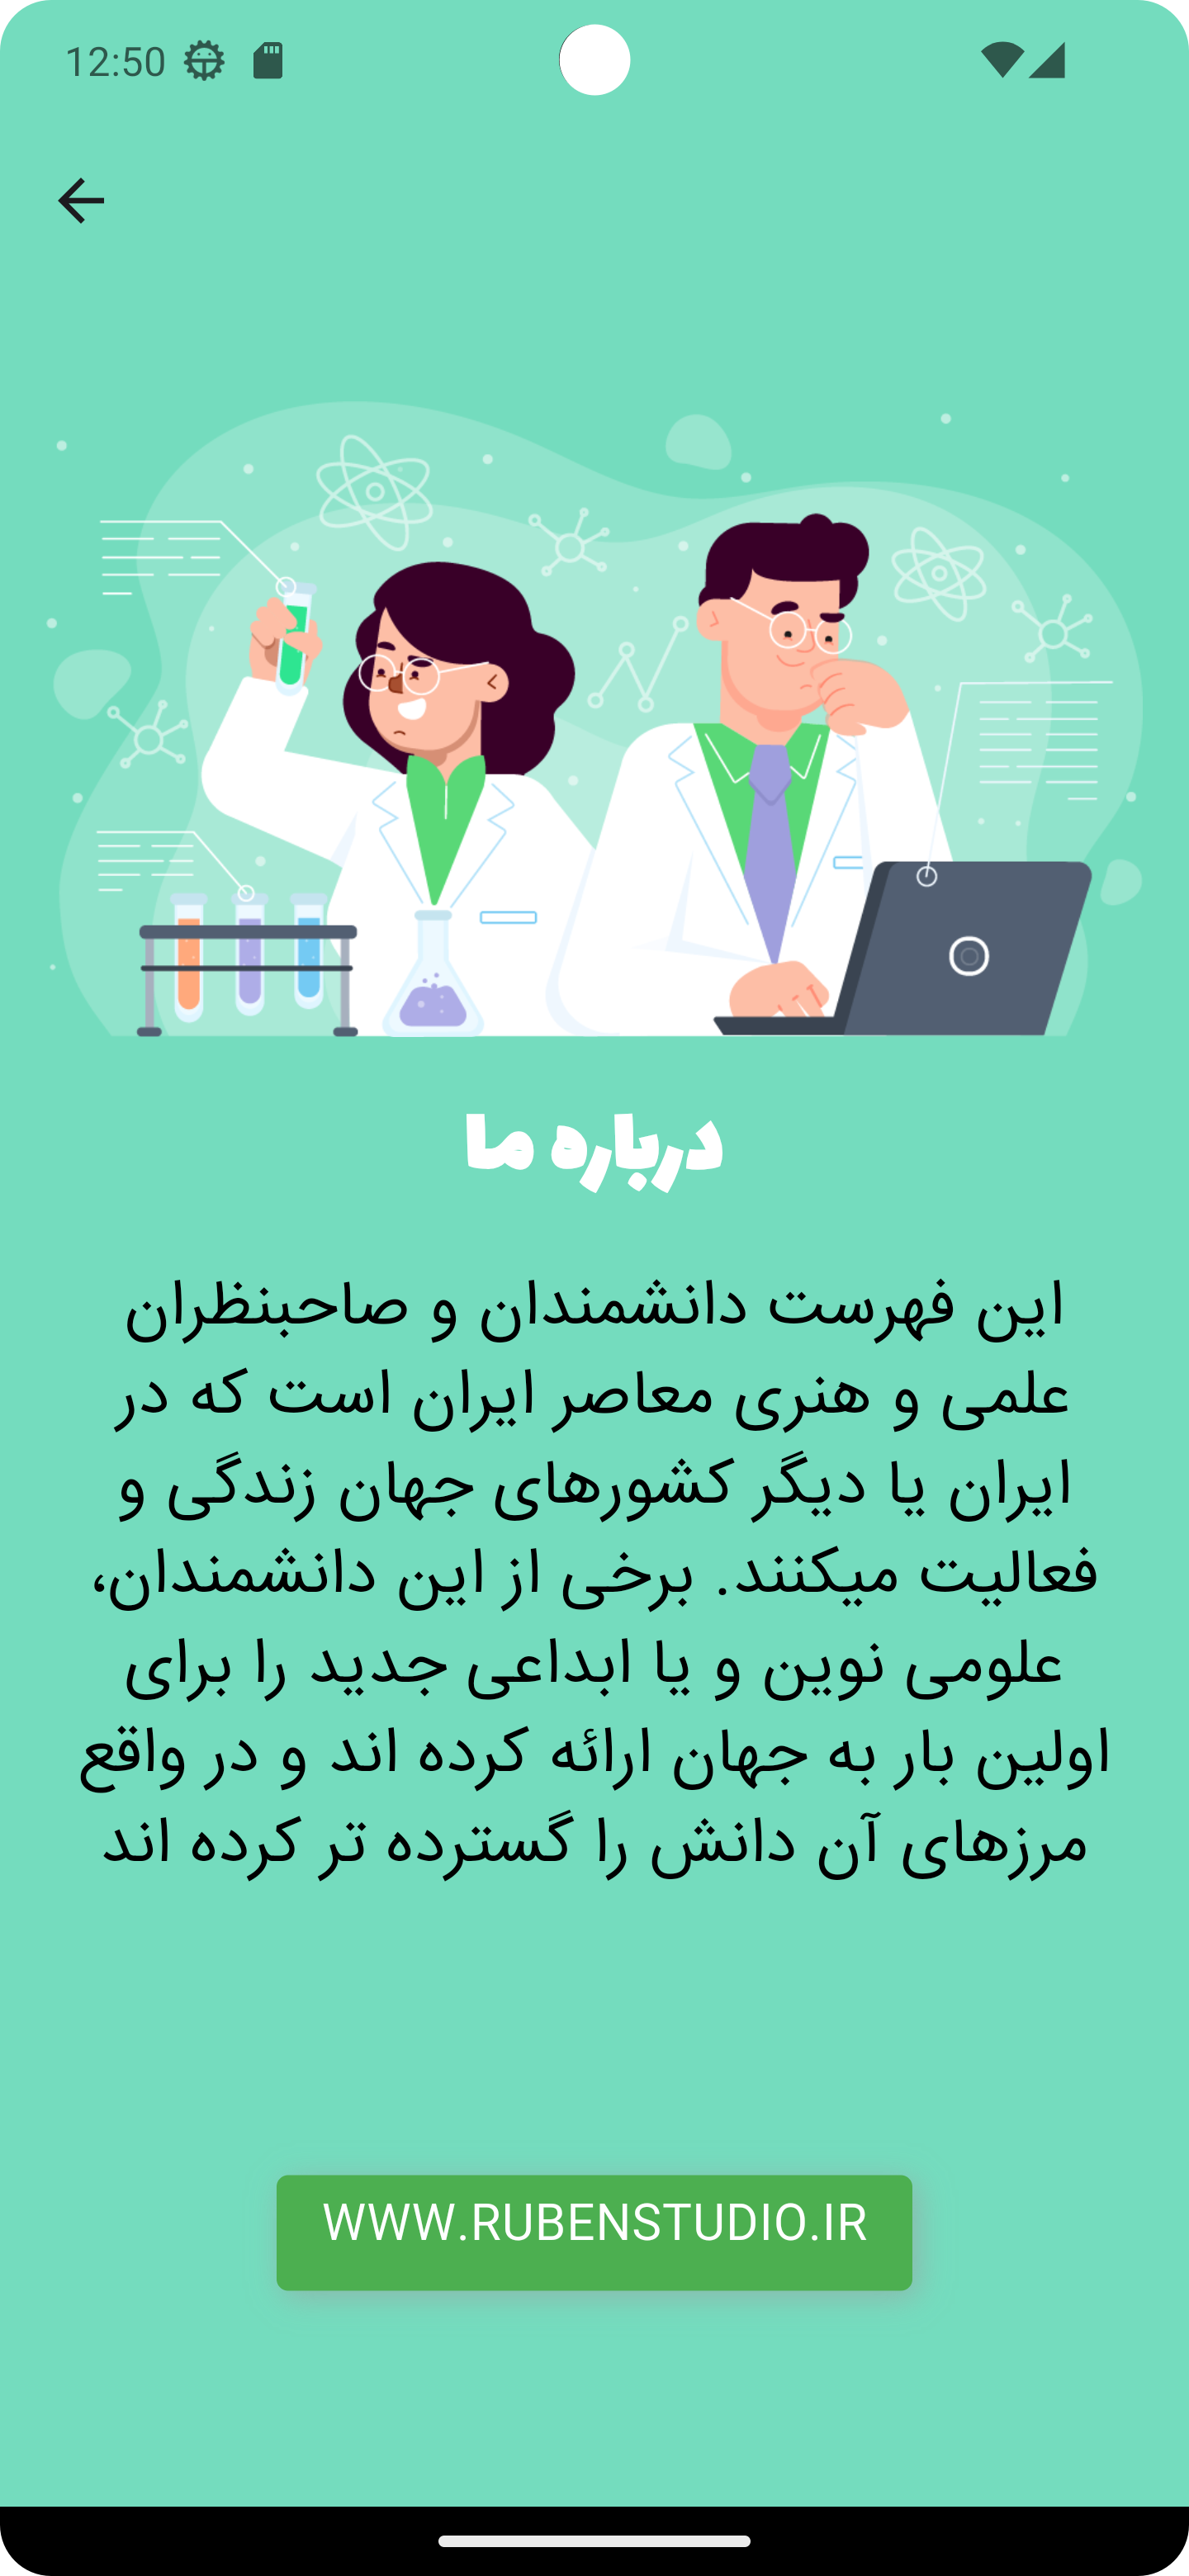 12:50
درباره ما
این فهرست دانشمندان و صاحبنظران
علمی و هنری معاصر ایران است که در
ایران یا دیگر کشورهای جهان زندگی و
فعالیت میکنند. برخی از این دانشمندان،
علومی نوین و یا ابداعی جدید را برای
اولین بار به جهان ارائه کرده اند و در واقع
مرزهای آن دانش را گسترده تر کرده اند
WWW.RUBENSTUDIO.IR